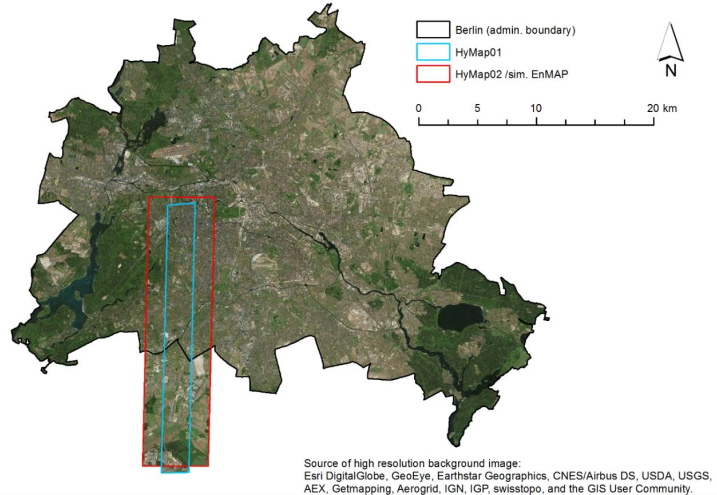 Berlin (admin. boundary)
HyMap01
HyMap02 /sim. EnMAP
N
0 5 10 20 km
Source of high resolution background image:
Esri DigitalGlobe, GeoEye, Earthstar Geographics, CNES/Airbus DS, USDA, USGS,
AEX, Getmapping, Aerogrid, IGN, IGP, swisstopo, and the GIS User Community.